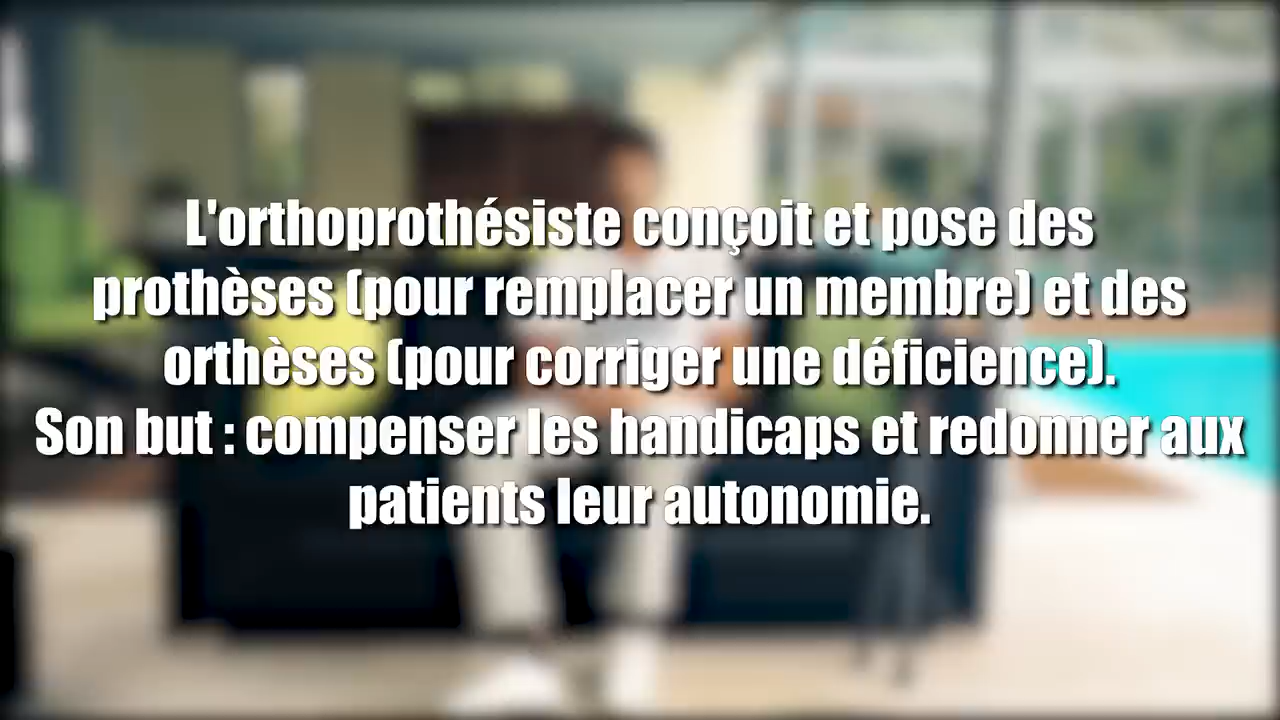 L'orthoprothésiste conçoit et pose des
prothèses (pour remplacer un membre) et des
orthèses (pour corriger une déficience).
Son but : compenser les handicaps et redonner aux
patients leur autonomie.